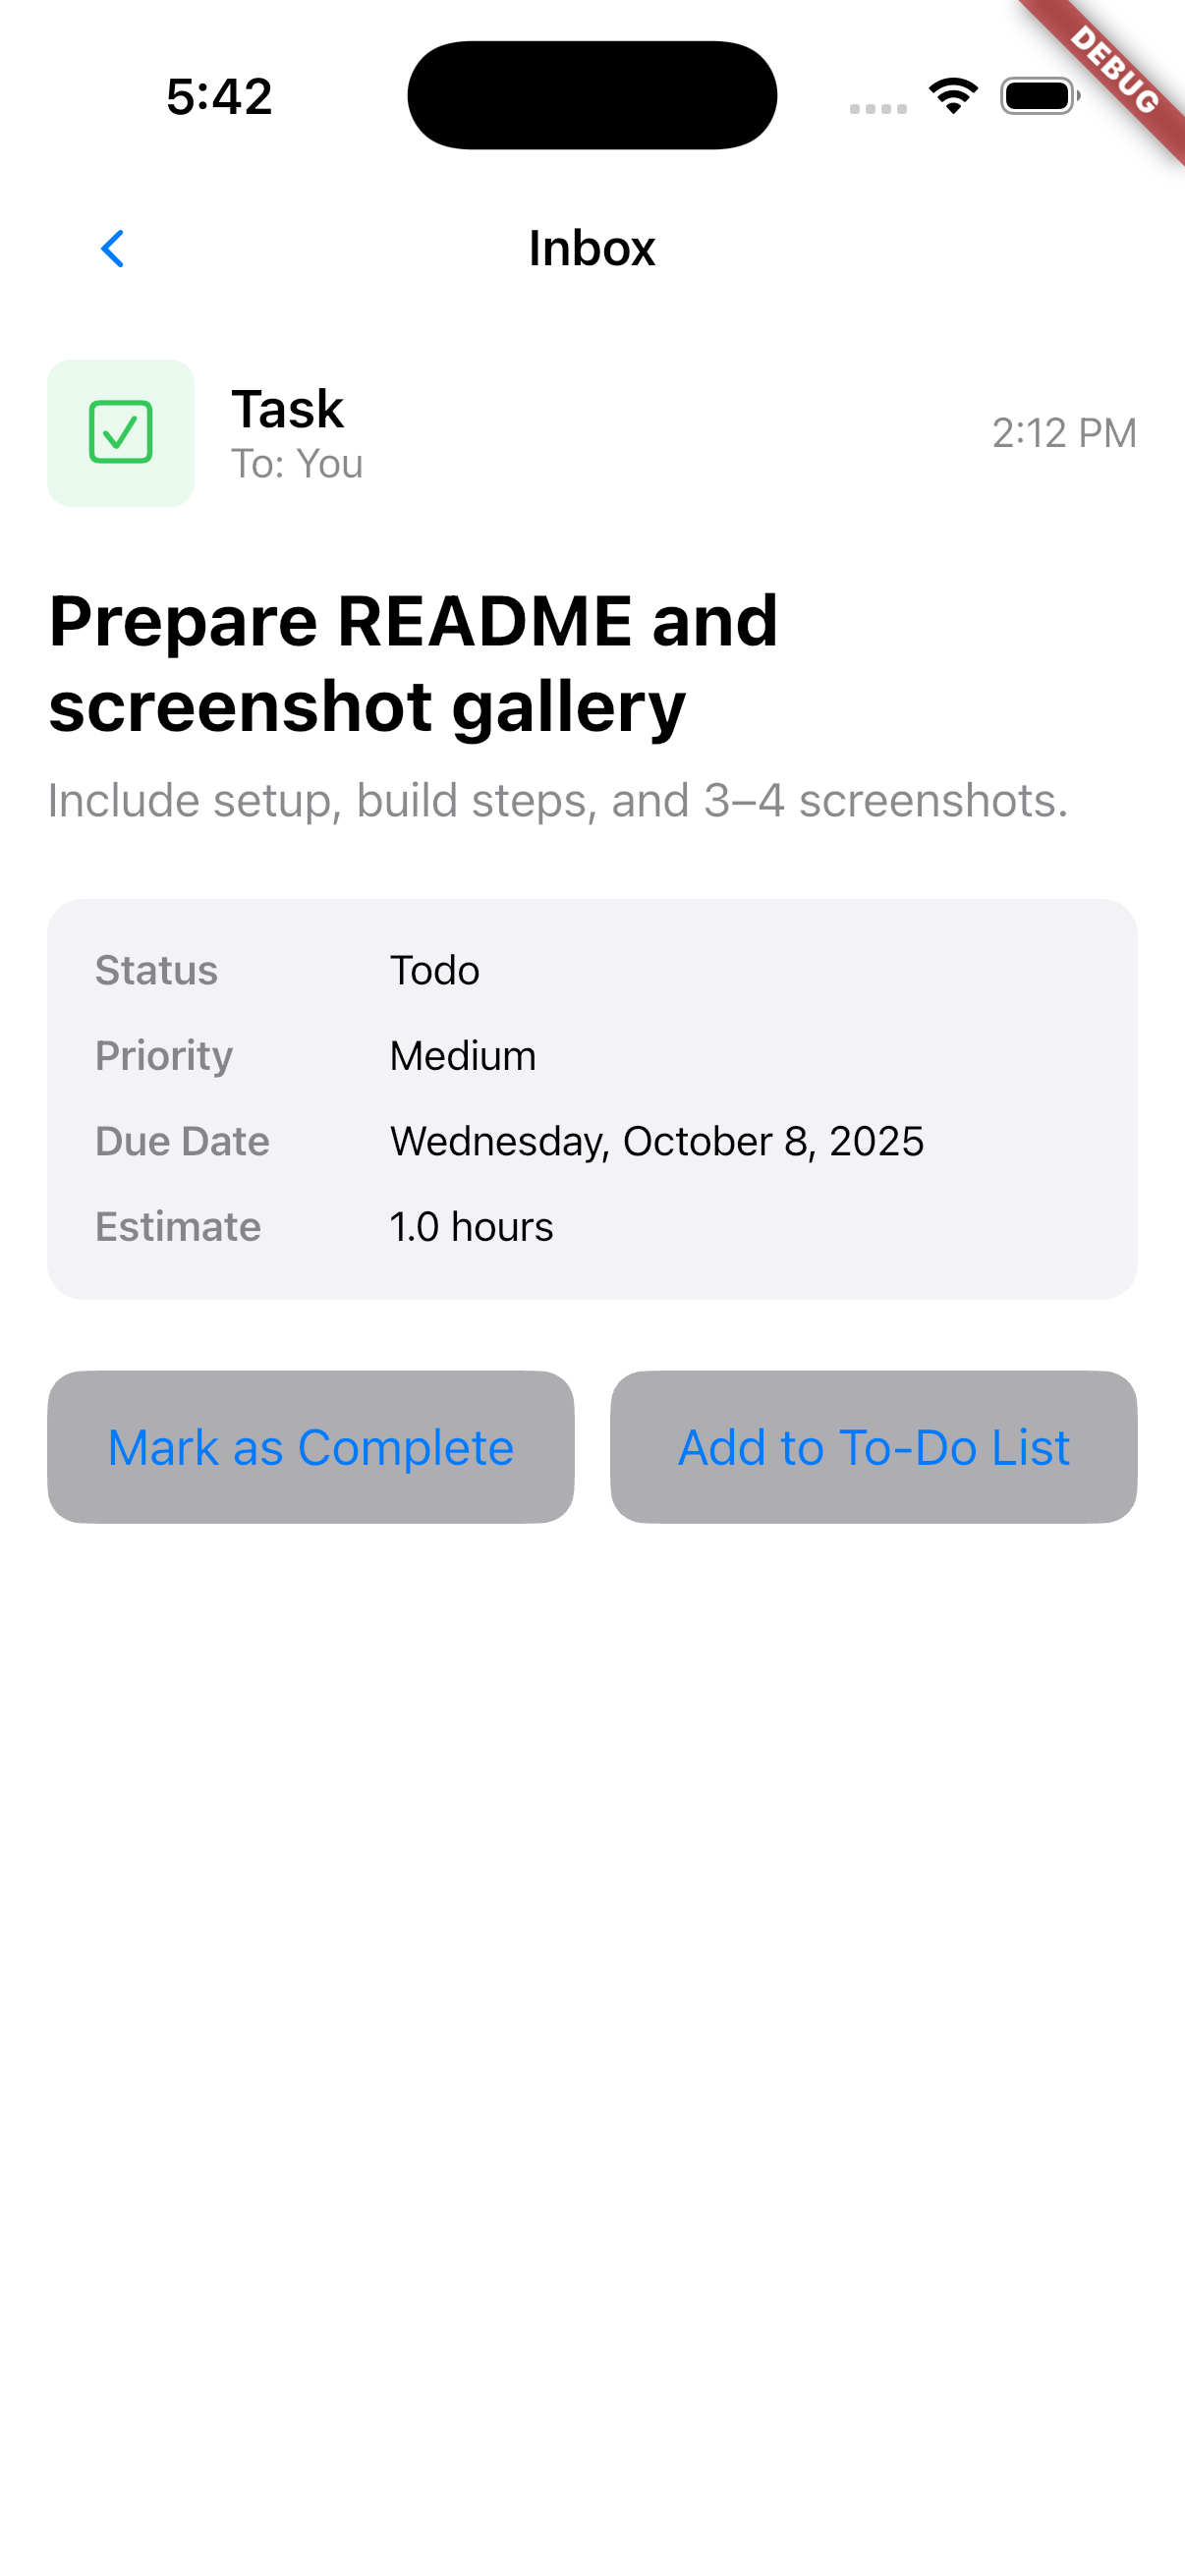 5:42
DEBUG
Inbox
Task
To: You
2:12 PM
Prepare README and
screenshot gallery
Include setup, build steps, and 3–4 screenshots.
Status Todo
Priority Medium
Due Date Wednesday, October 8, 2025
Estimate 1.0 hours
Mark as Complete
Add to To-Do List